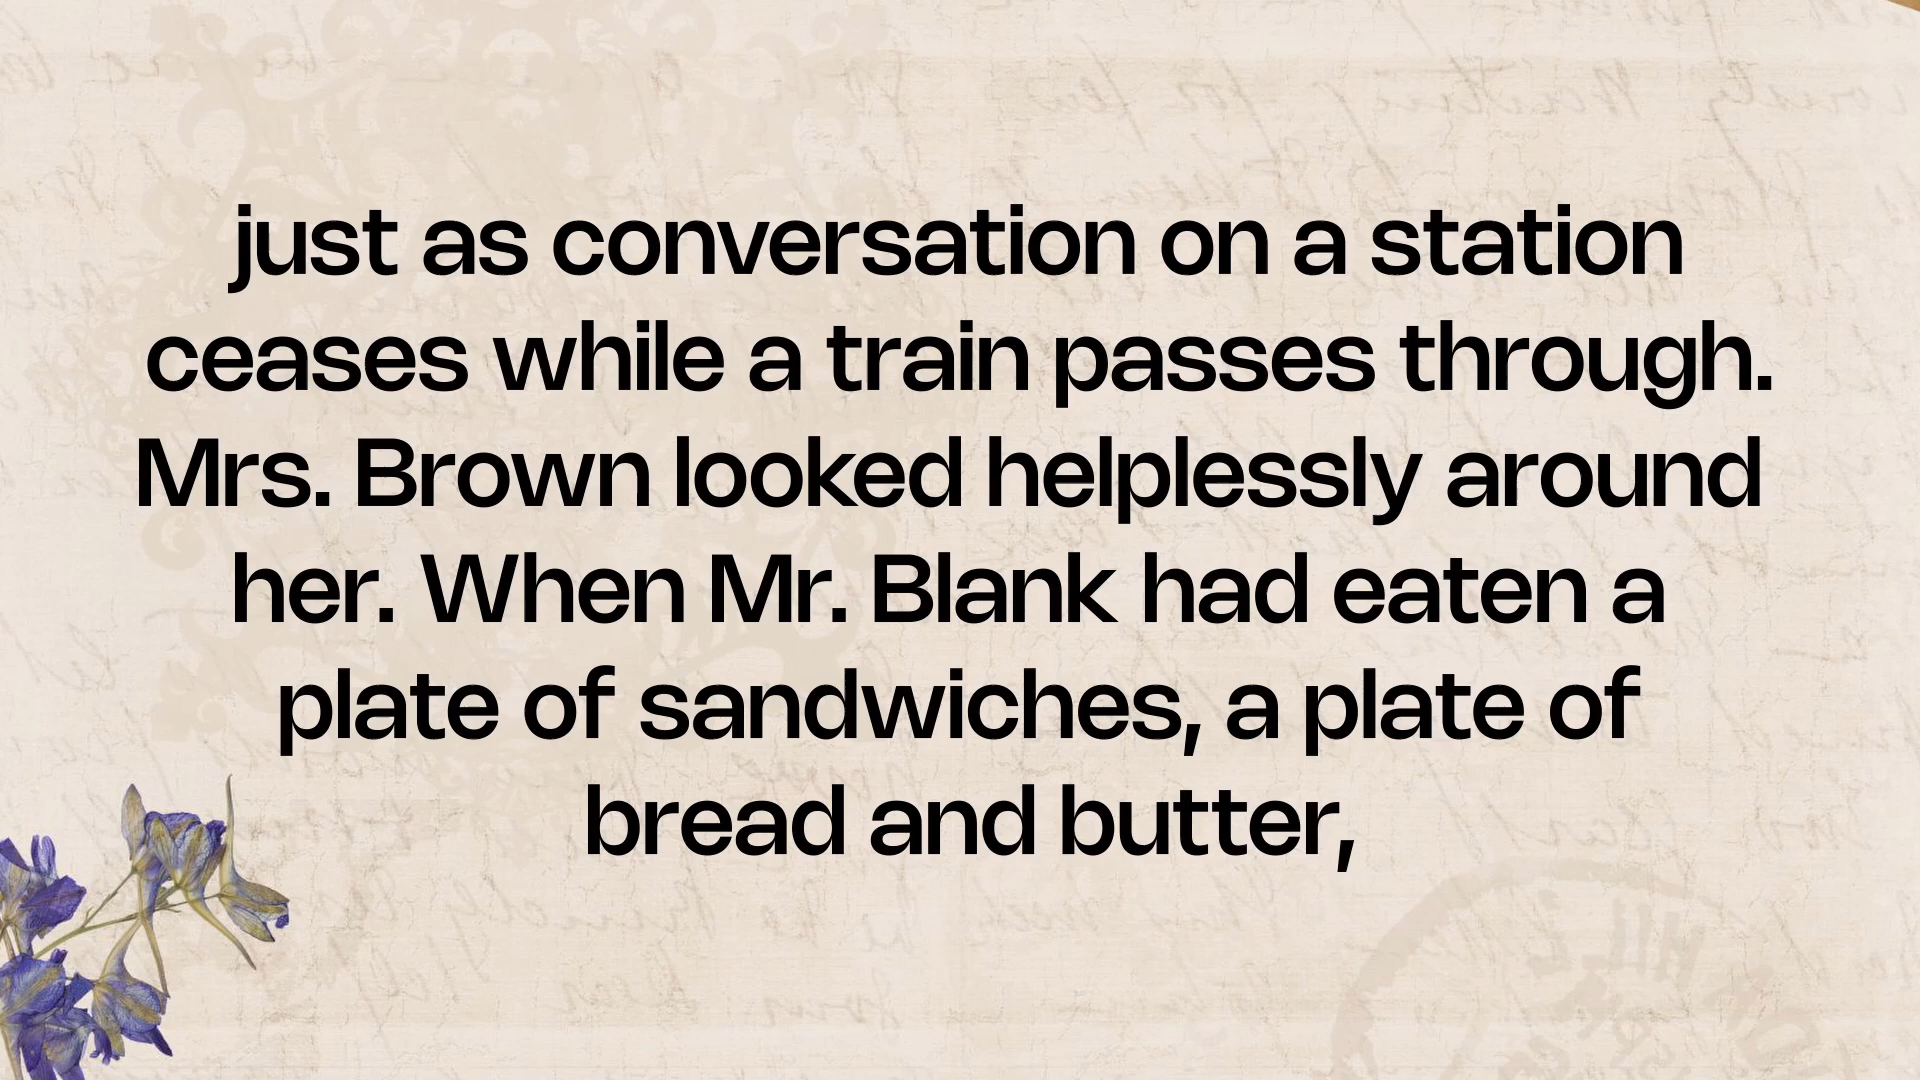 just as conversation on a station
ceases while a train passes through.
Mrs. Brown looked helplessly around
her. When Mr. Blank had eaten a
plate of sandwiches, a plate of
bread and butter,